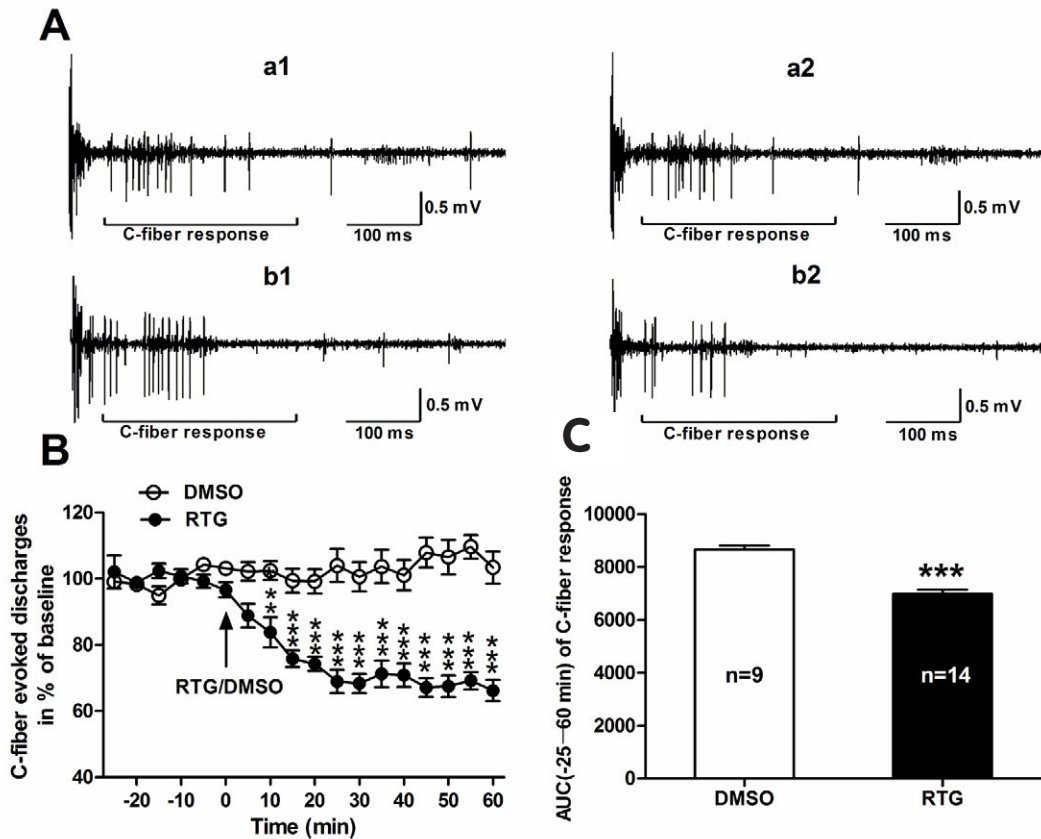 A
a1
a2
0.5 mV
0.5 mV
C-fiber response
100 ms
C-fiber response
100 ms
b1
b2
0.5 mV
0.5 mV
C-fiber response
100 ms
C-fiber response
100 ms
B
C-fiber evoked discharges
in % of baseline
DMSO
RTG
120
100
80
60
40
**
***
***
***
***
***
***
***
***
***
***
RTG/DMSO
-20 -10 0 10 20 30 40 50 60
Time (min)
C
AUC(-25—60 min) of C-fiber response
10000
8000
6000
4000
2000
0
***
n=9
n=14
DMSO
RTG